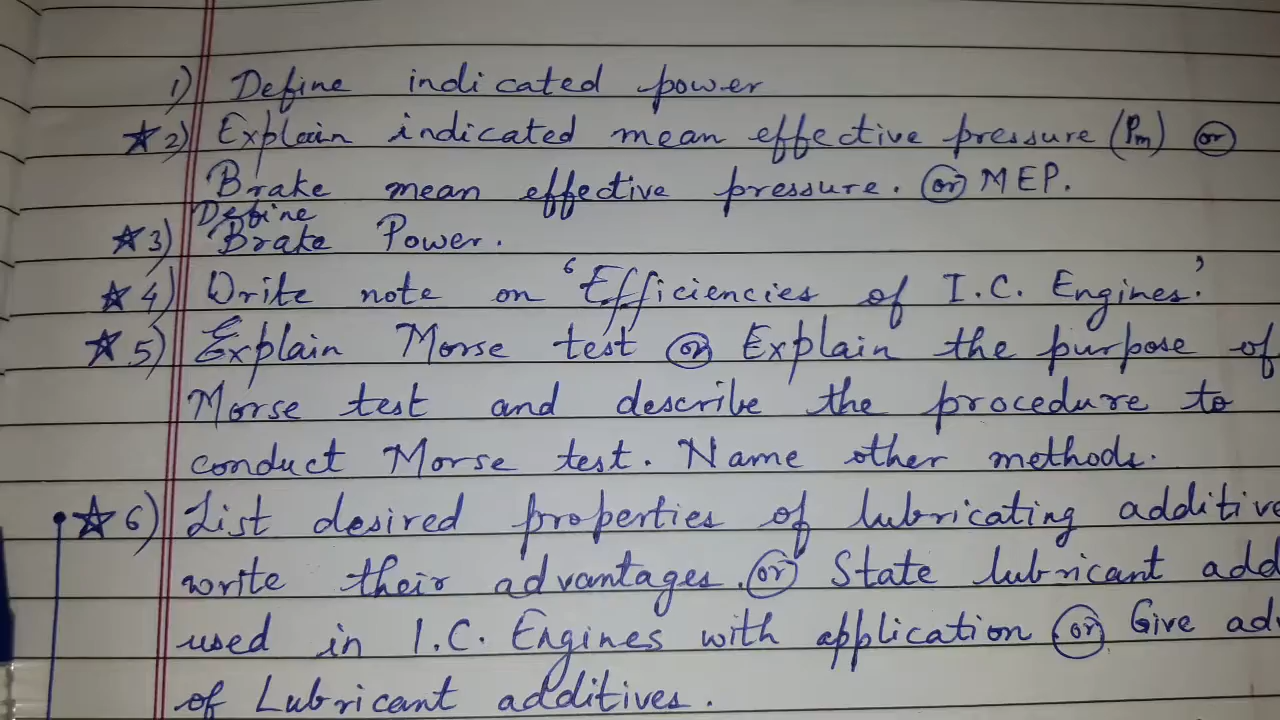 1) Define indicated power
☆2) Explain indicated mean effective pressure (Pm) or
Brake mean effective pressure. or MEP.
Define
☆3) Brake Power.
☆4) Write note on 'Efficiencies of I.C. Engines.'
☆5) Explain Morse test or Explain the purpose of
Morse test and describe the procedure to
conduct Morse test. Name other methods.
☆6) List desired properties of lubricating additive
write their advantages. or State lubricant add
used in I.C. Engines with application or Give adv
of Lubricant additives.